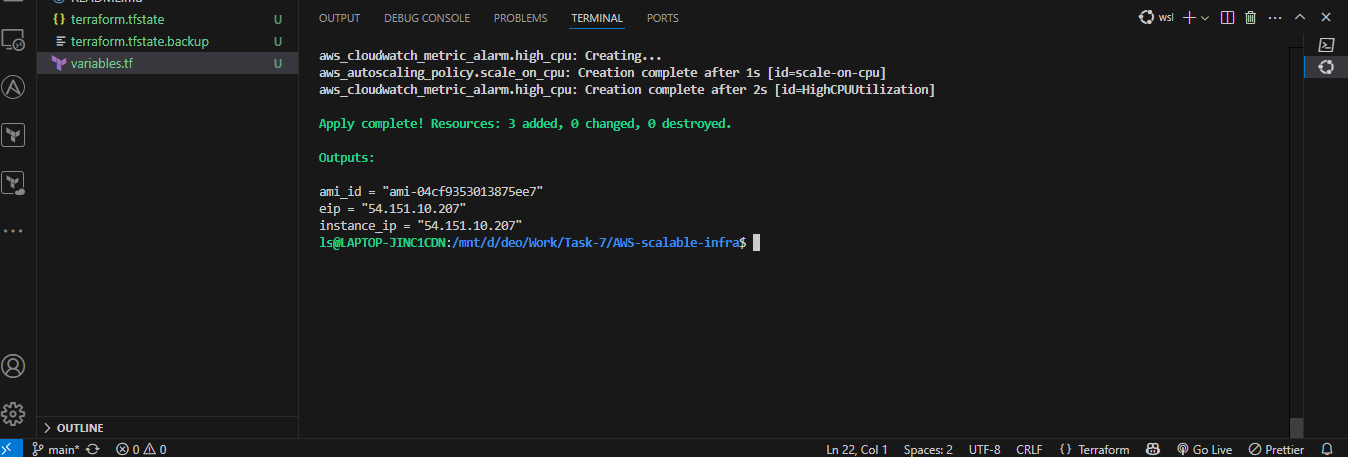 OUTPUT DEBUG CONSOLE PROBLEMS TERMINAL PORTS
wsl
terraform.tfstate U
terraform.tfstate.backup U
variables.tf U
aws_cloudwatch_metric_alarm.high_cpu: Creating...
aws_autoscaling_policy.scale_on_cpu: Creation complete after 1s [id=scale-on-cpu]
aws_cloudwatch_metric_alarm.high_cpu: Creation complete after 2s [id=HighCPUUtilization]
Apply complete! Resources: 3 added, 0 changed, 0 destroyed.
Outputs:
ami_id = "ami-04cf9353013875ee7"
eip = "54.151.10.207"
instance_ip = "54.151.10.207"
ls@LAPTOP-JINC1CDN:/mnt/d/deo/Work/Task-7/AWS-scalable-infra$
OUTLINE
main* 0 0 Ln 22, Col 1 Spaces: 2 UTF-8 CRLF { } Terraform Go Live Prettier